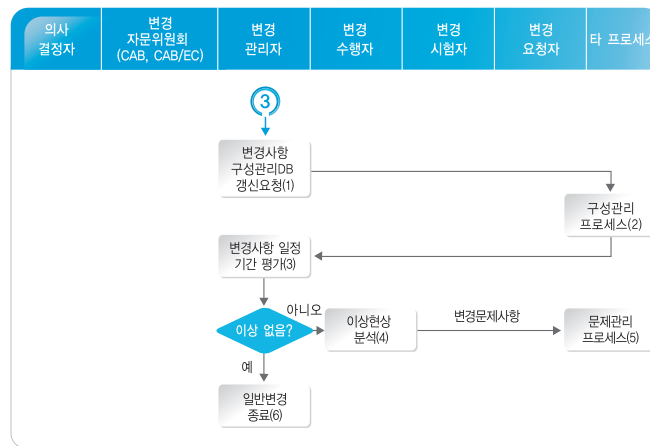 의사
결정자
변경
자문위원회
(CAB, CAB/EC)
변경
관리자
변경
수행자
변경
시험자
변경
요청자
타 프로세스
3
변경사항
구성관리DB
갱신요청(1)
구성관리
프로세스(2)
변경사항 일정
기간 평가(3)
이상 없음?
아니오
이상현상
분석(4)
변경문제사항
문제관리
프로세스(5)
예
일반변경
종료(6)